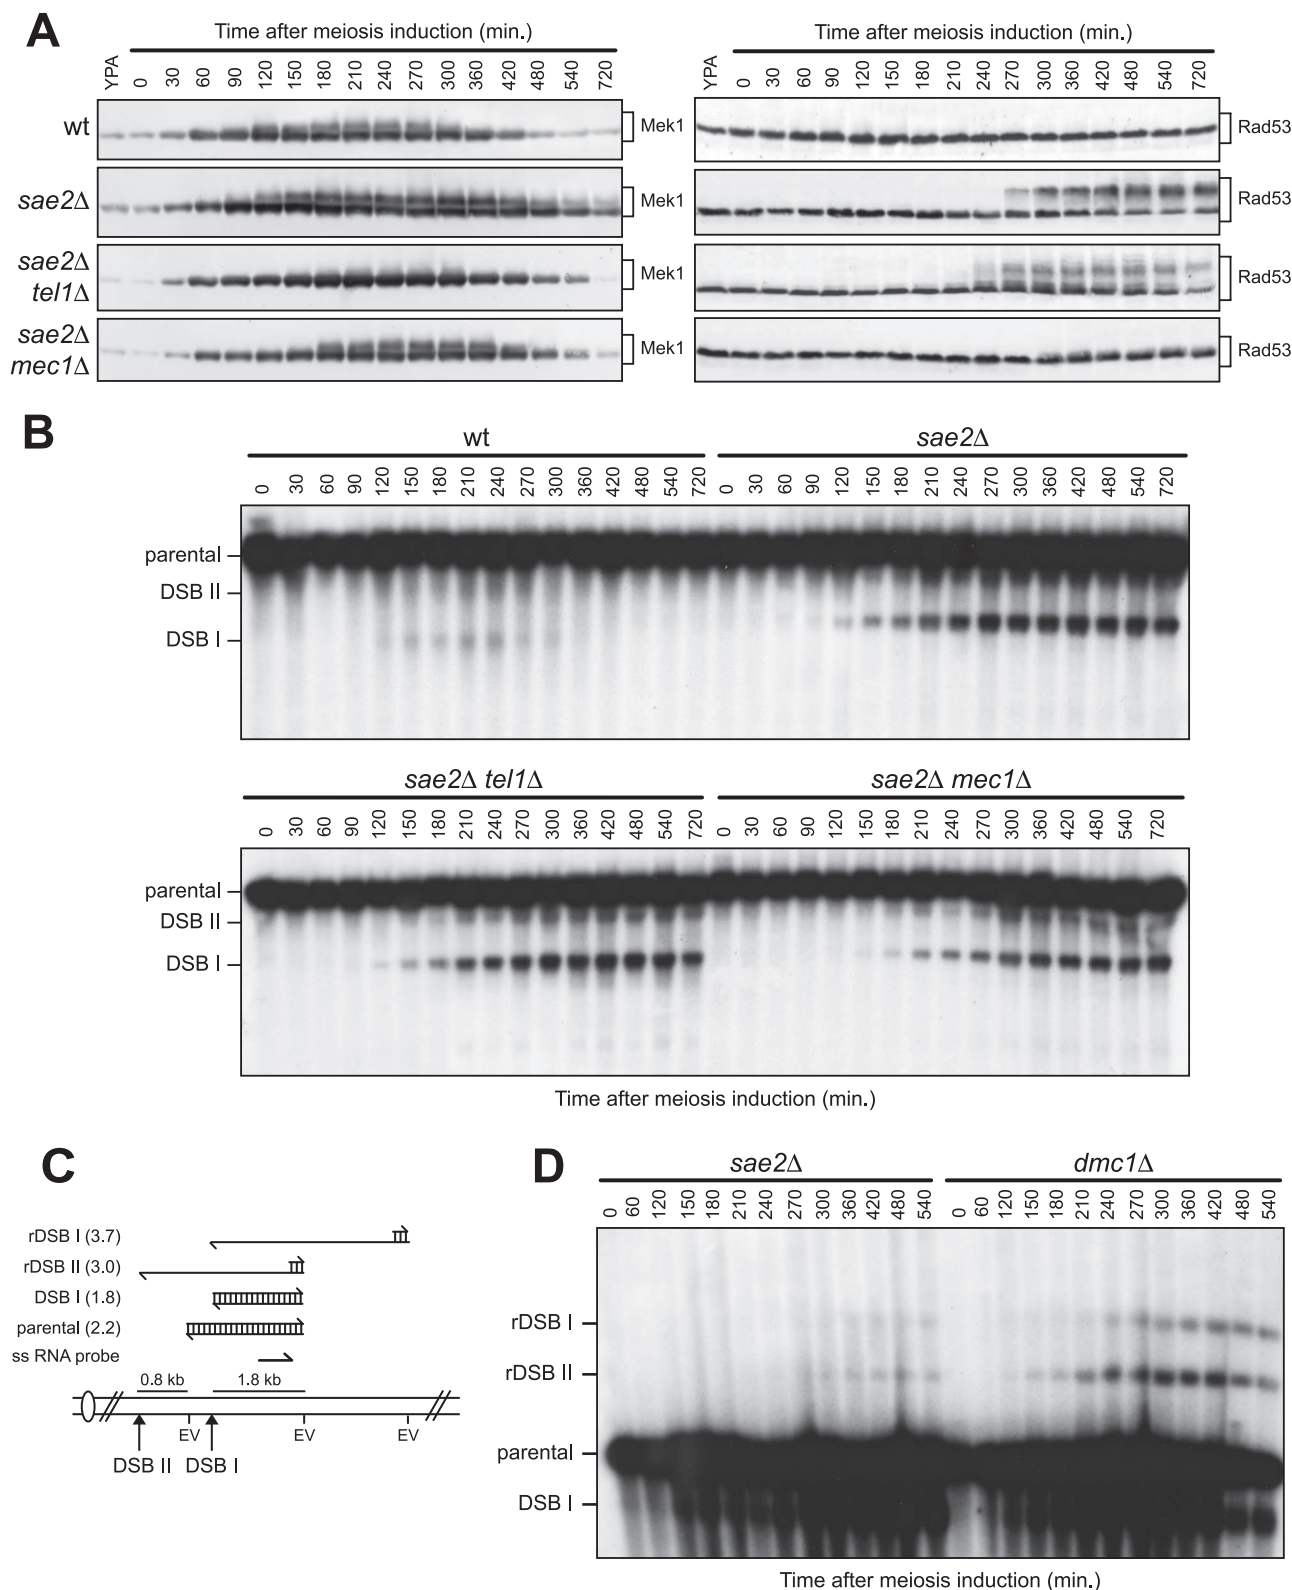 A
Time after meiosis induction (min.)
YPA 0 30 60 90 120 150 180 210 240 270 300 360 420 480 540 720
wt
Mek1
sae2Δ
Mek1
sae2Δ
tel1Δ
Mek1
sae2Δ
mec1Δ
Mek1
Time after meiosis induction (min.)
YPA 0 30 60 90 120 150 180 210 240 270 300 360 420 480 540 720
Rad53
Rad53
Rad53
Rad53
B
wt
sae2Δ
0 30 60 90 120 150 180 210 240 270 300 360 420 480 540 720
0 30 60 90 120 150 180 210 240 270 300 360 420 480 540 720
parental
DSB II
DSB I
sae2Δ tel1Δ
sae2Δ mec1Δ
0 30 60 90 120 150 180 210 240 270 300 360 420 480 540 720
0 30 60 90 120 150 180 210 240 270 300 360 420 480 540 720
parental
DSB II
DSB I
Time after meiosis induction (min.)
C
rDSB I (3.7)
rDSB II (3.0)
DSB I (1.8)
parental (2.2)
ss RNA probe
0.8 kb 1.8 kb
EV EV EV
DSB II DSB I
D
sae2Δ
dmc1Δ
0 60 120 150 180 210 240 270 300 360 420 480 540
0 60 120 150 180 210 240 270 300 360 420 480 540
rDSB I
rDSB II
parental
DSB I
Time after meiosis induction (min.)